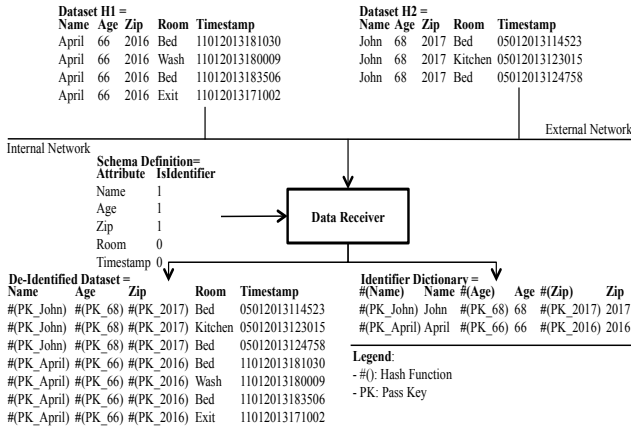 Dataset H1 =
Name Age Zip Room Timestamp
April 66 2016 Bed 11012013181030
April 66 2016 Wash 11012013180009
April 66 2016 Bed 11012013183506
April 66 2016 Exit 11012013171002
Dataset H2 =
Name Age Zip Room Timestamp
John 68 2017 Bed 05012013114523
John 68 2017 Kitchen 05012013123015
John 68 2017 Bed 05012013124758
External Network
Internal Network
Schema Definition=
Attribute IsIdentifier
Name 1
Age 1
Zip 1
Room 0
Timestamp 0
Data Receiver
De-Identified Dataset =
Name Age Zip Room Timestamp
#(PK_John) #(PK_68) #(PK_2017) Bed 05012013114523
#(PK_John) #(PK_68) #(PK_2017) Kitchen 05012013123015
#(PK_John) #(PK_68) #(PK_2017) Bed 05012013124758
#(PK_April) #(PK_66) #(PK_2016) Bed 11012013181030
#(PK_April) #(PK_66) #(PK_2016) Wash 11012013180009
#(PK_April) #(PK_66) #(PK_2016) Bed 11012013183506
#(PK_April) #(PK_66) #(PK_2016) Exit 11012013171002
Identifier Dictionary =
#(Name) Name #(Age) Age #(Zip) Zip
#(PK_John) John #(PK_68) 68 #(PK_2017) 2017
#(PK_April) April #(PK_66) 66 #(PK_2016) 2016
Legend:
- #(): Hash Function
- PK: Pass Key